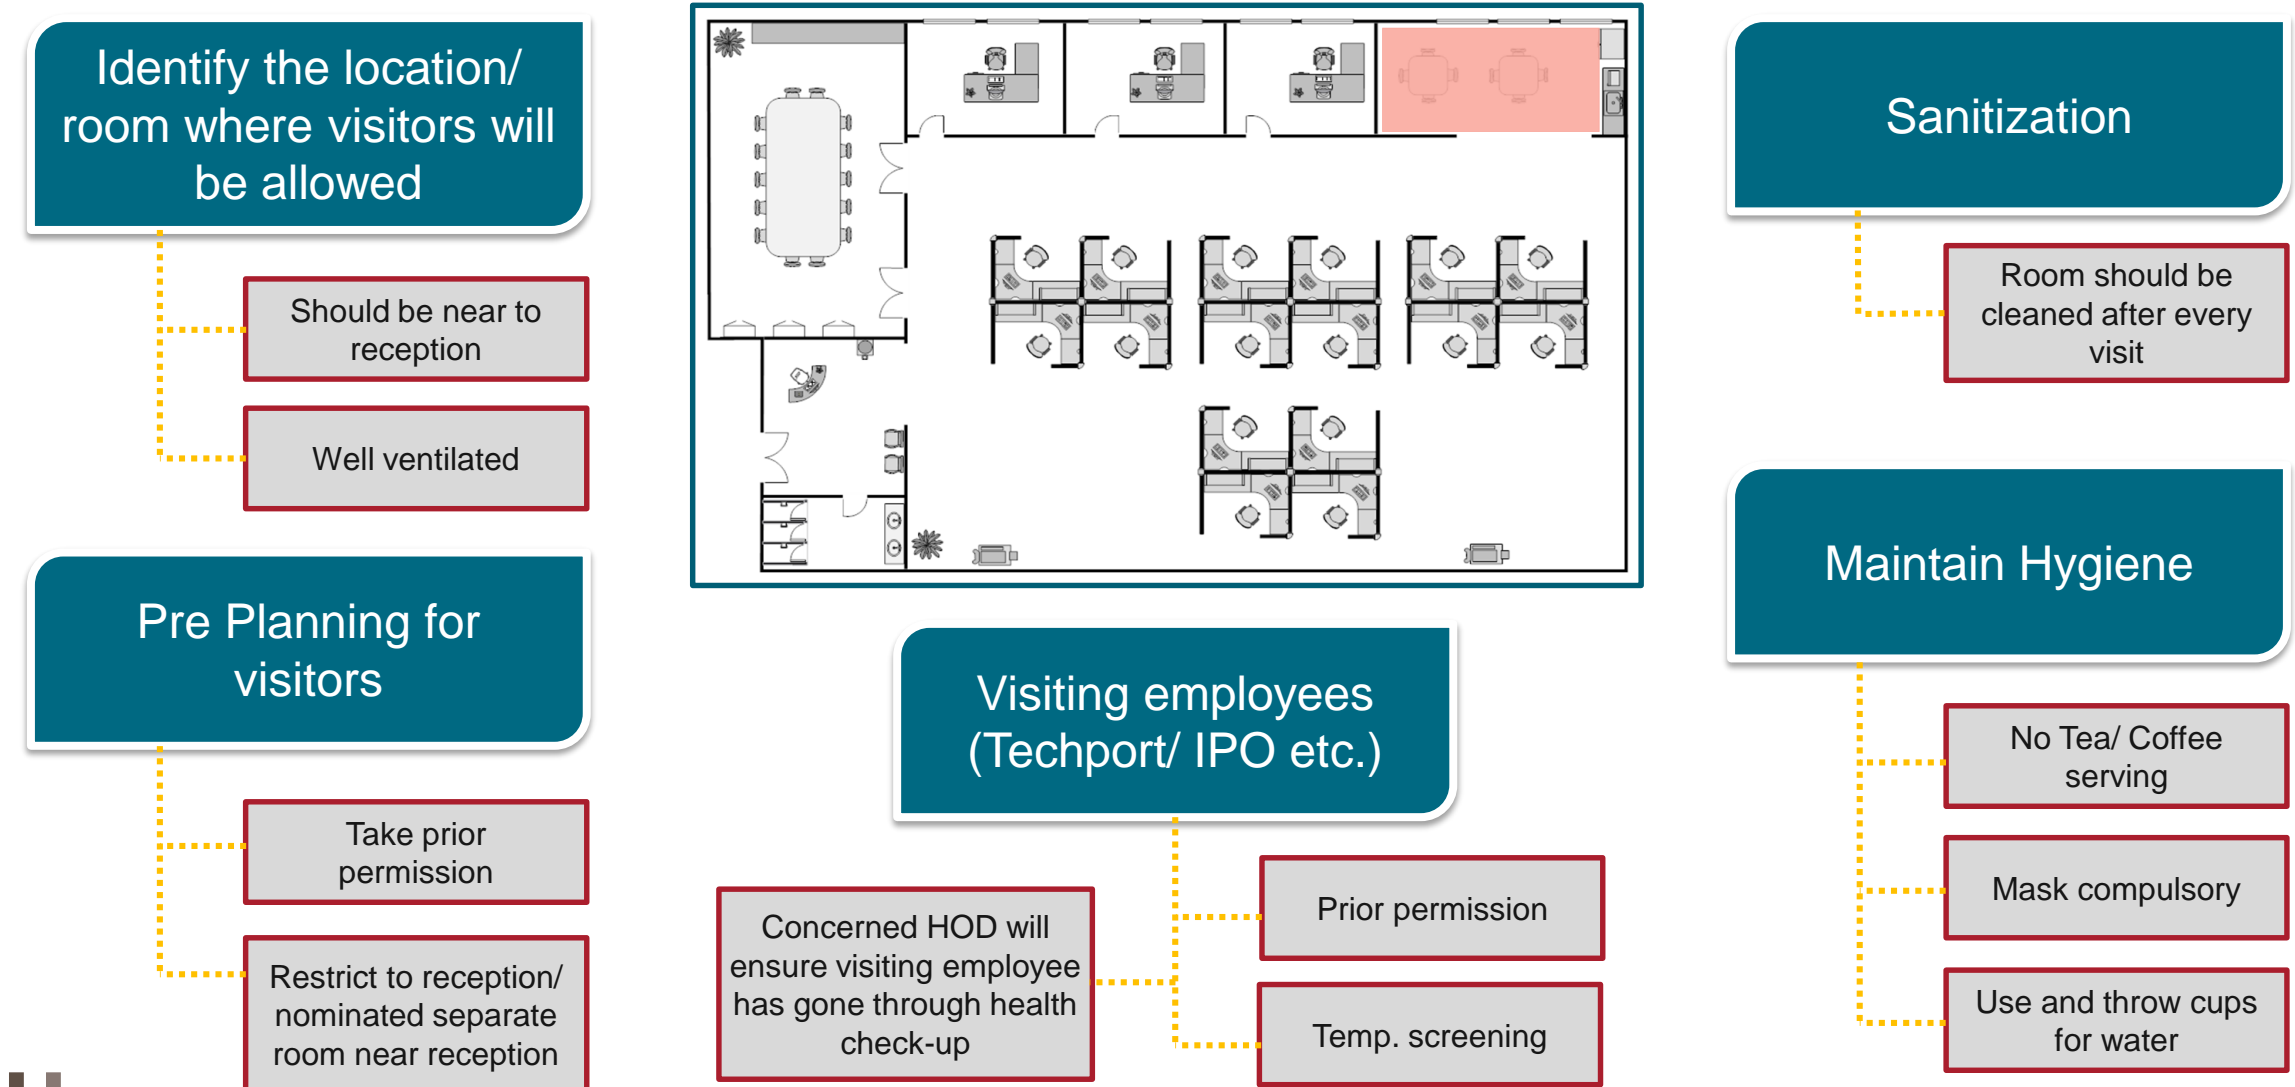 Identify the location/
room where visitors will
be allowed
Should be near to
reception
Well ventilated
Pre Planning for
visitors
Take prior
permission
Restrict to reception/
nominated separate
room near reception
Visiting employees
(Techport/ IPO etc.)
Concerned HOD will
ensure visiting employee
has gone through health
check-up
Prior permission
Temp. screening
Sanitization
Room should be
cleaned after every
visit
Maintain Hygiene
No Tea/ Coffee
serving
Mask compulsory
Use and throw cups
for water